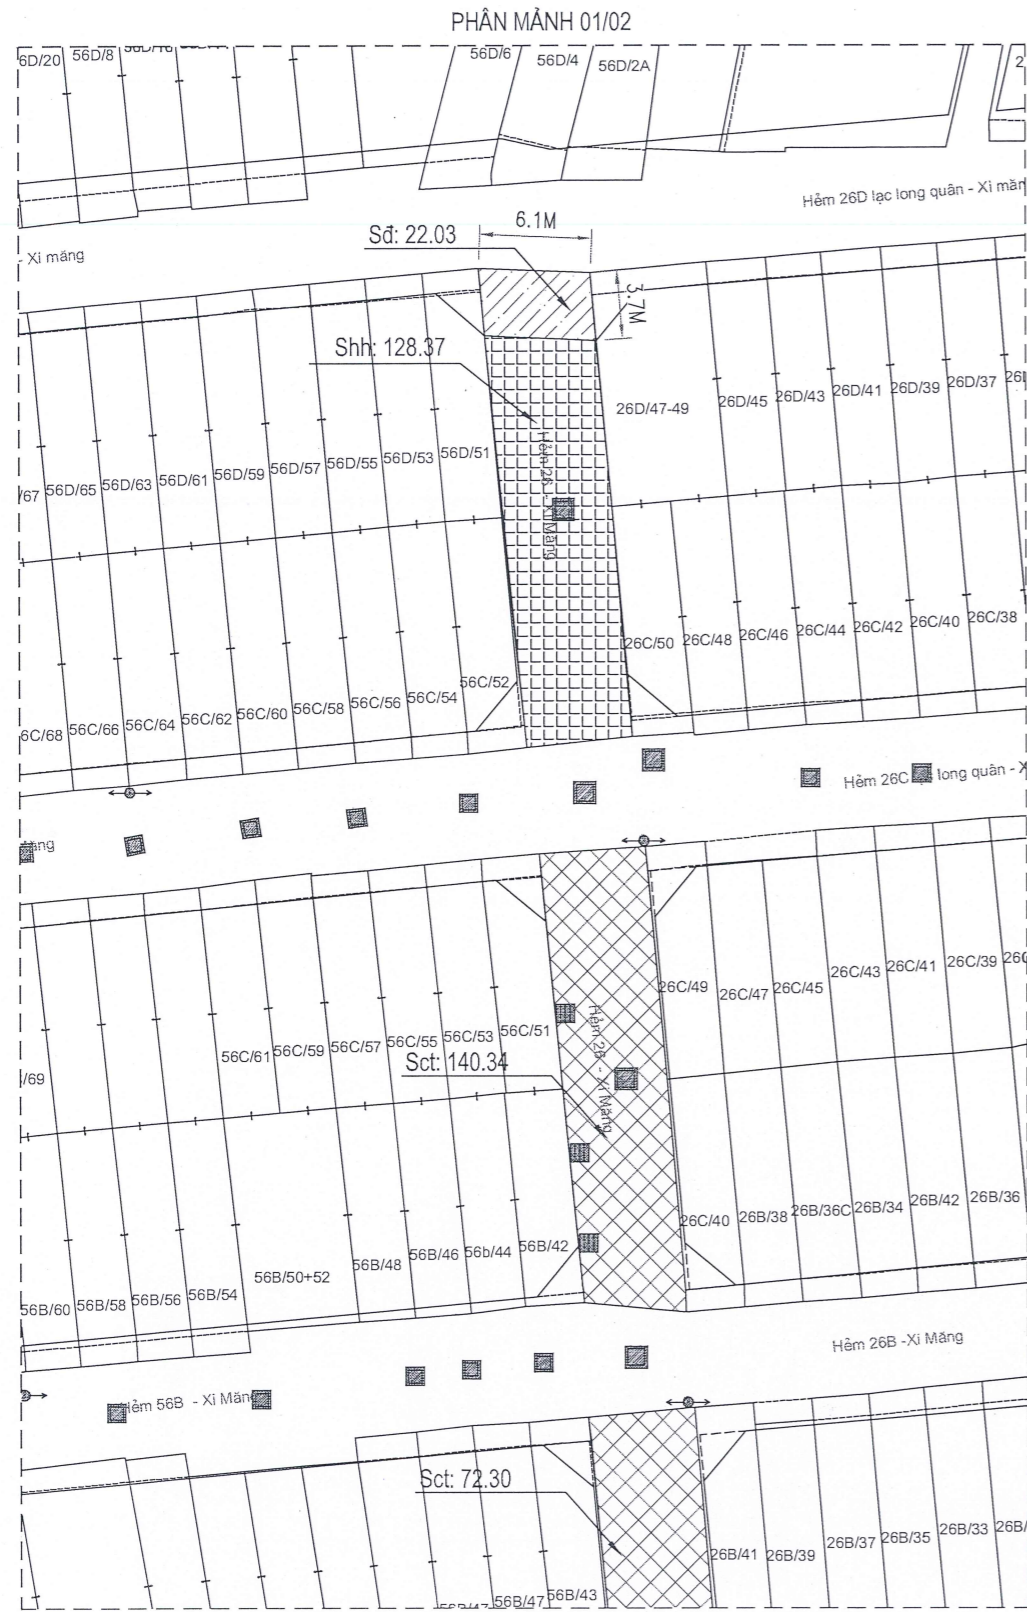 PHÂN MẢNH 01/02
6D/20
56D/8
56D/6
56D/4
56D/2A
Hẻm 26D lạc long quân - Xi măn
6.1M
Sđ: 22.03
- Xi măng
3.7M
Shh: 128.37
Hẻm 26 - Xi Măng
/67
56D/65
56D/63
56D/61
56D/59
56D/57
56D/55
56D/53
56D/51
26D/47-49
26D/45
26D/43
26D/41
26D/39
26D/37
6C/68
56C/66
56C/64
56C/62
56C/60
56C/58
56C/56
56C/54
56C/52
26C/50
26C/48
26C/46
26C/44
26C/42
26C/40
26C/38
Hẻm 26C
long quân - X
/69
56C/61
56C/59
56C/57
56C/55
56C/53
56C/51
26C/49
26C/47
26C/45
26C/43
26C/41
26C/39
Sct: 140.34
Hẻm 26 - Xi Măng
56B/60
56B/58
56B/56
56B/54
56B/50+52
56B/48
56B/46
56b/44
56B/42
26C/40
26B/38
26B/36C
26B/34
26B/42
26B/36
Hẻm 26B -Xi Măng
Hẻm 56B - Xi Măng
Sct: 72.30
56B/47
56B/47
56B/43
26B/41
26B/39
26B/37
26B/35
26B/33
26B/